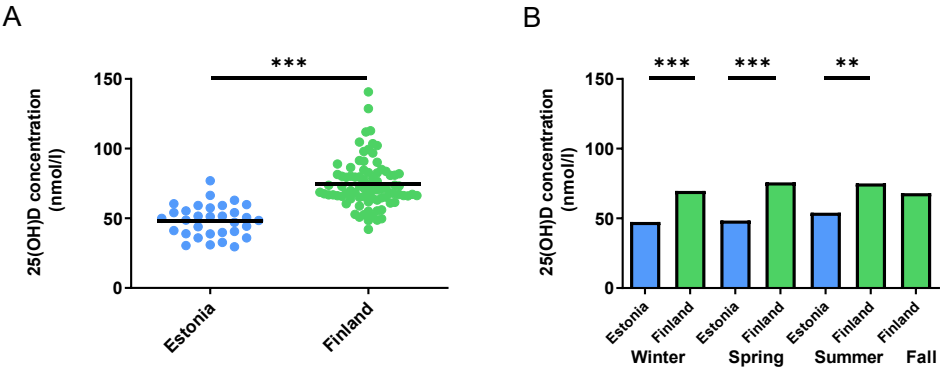 A
25(OH)D concentration
(nmol/l)
150
100
50
0
***
Estonia
Finland
B
25(OH)D concentration
(nmol/l)
150
100
50
0
***
***
**
Estonia
Finland
Estonia
Finland
Estonia
Finland
Finland
Winter
Spring
Summer
Fall